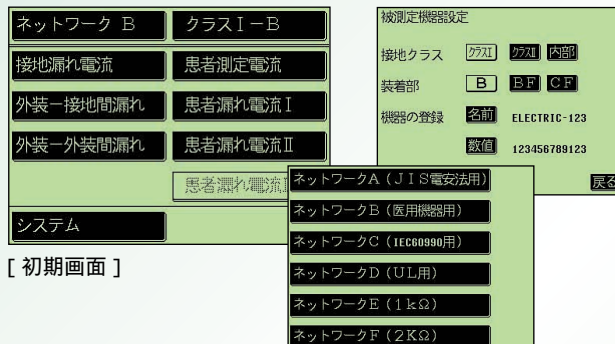 ネットワーク B
クラスI-B
接地漏れ電流
患者測定電流
外装ー接地間漏れ
患者漏れ電流I
外装ー外装間漏れ
患者漏れ電流II
患者漏れ電流
システム
[ 初期画面 ]
被測定機器設定
接地クラス クラスI クラスII 内部
装着部 B BF CF
機器の登録 名前 ELECTRIC-123
数値 123456789123
戻る
ネットワークA (JIS電安法用)
ネットワークB (医用機器用)
ネットワークC (IEC60990用)
ネットワークD (UL用)
ネットワークE (1kΩ)
ネットワークF (2KΩ)